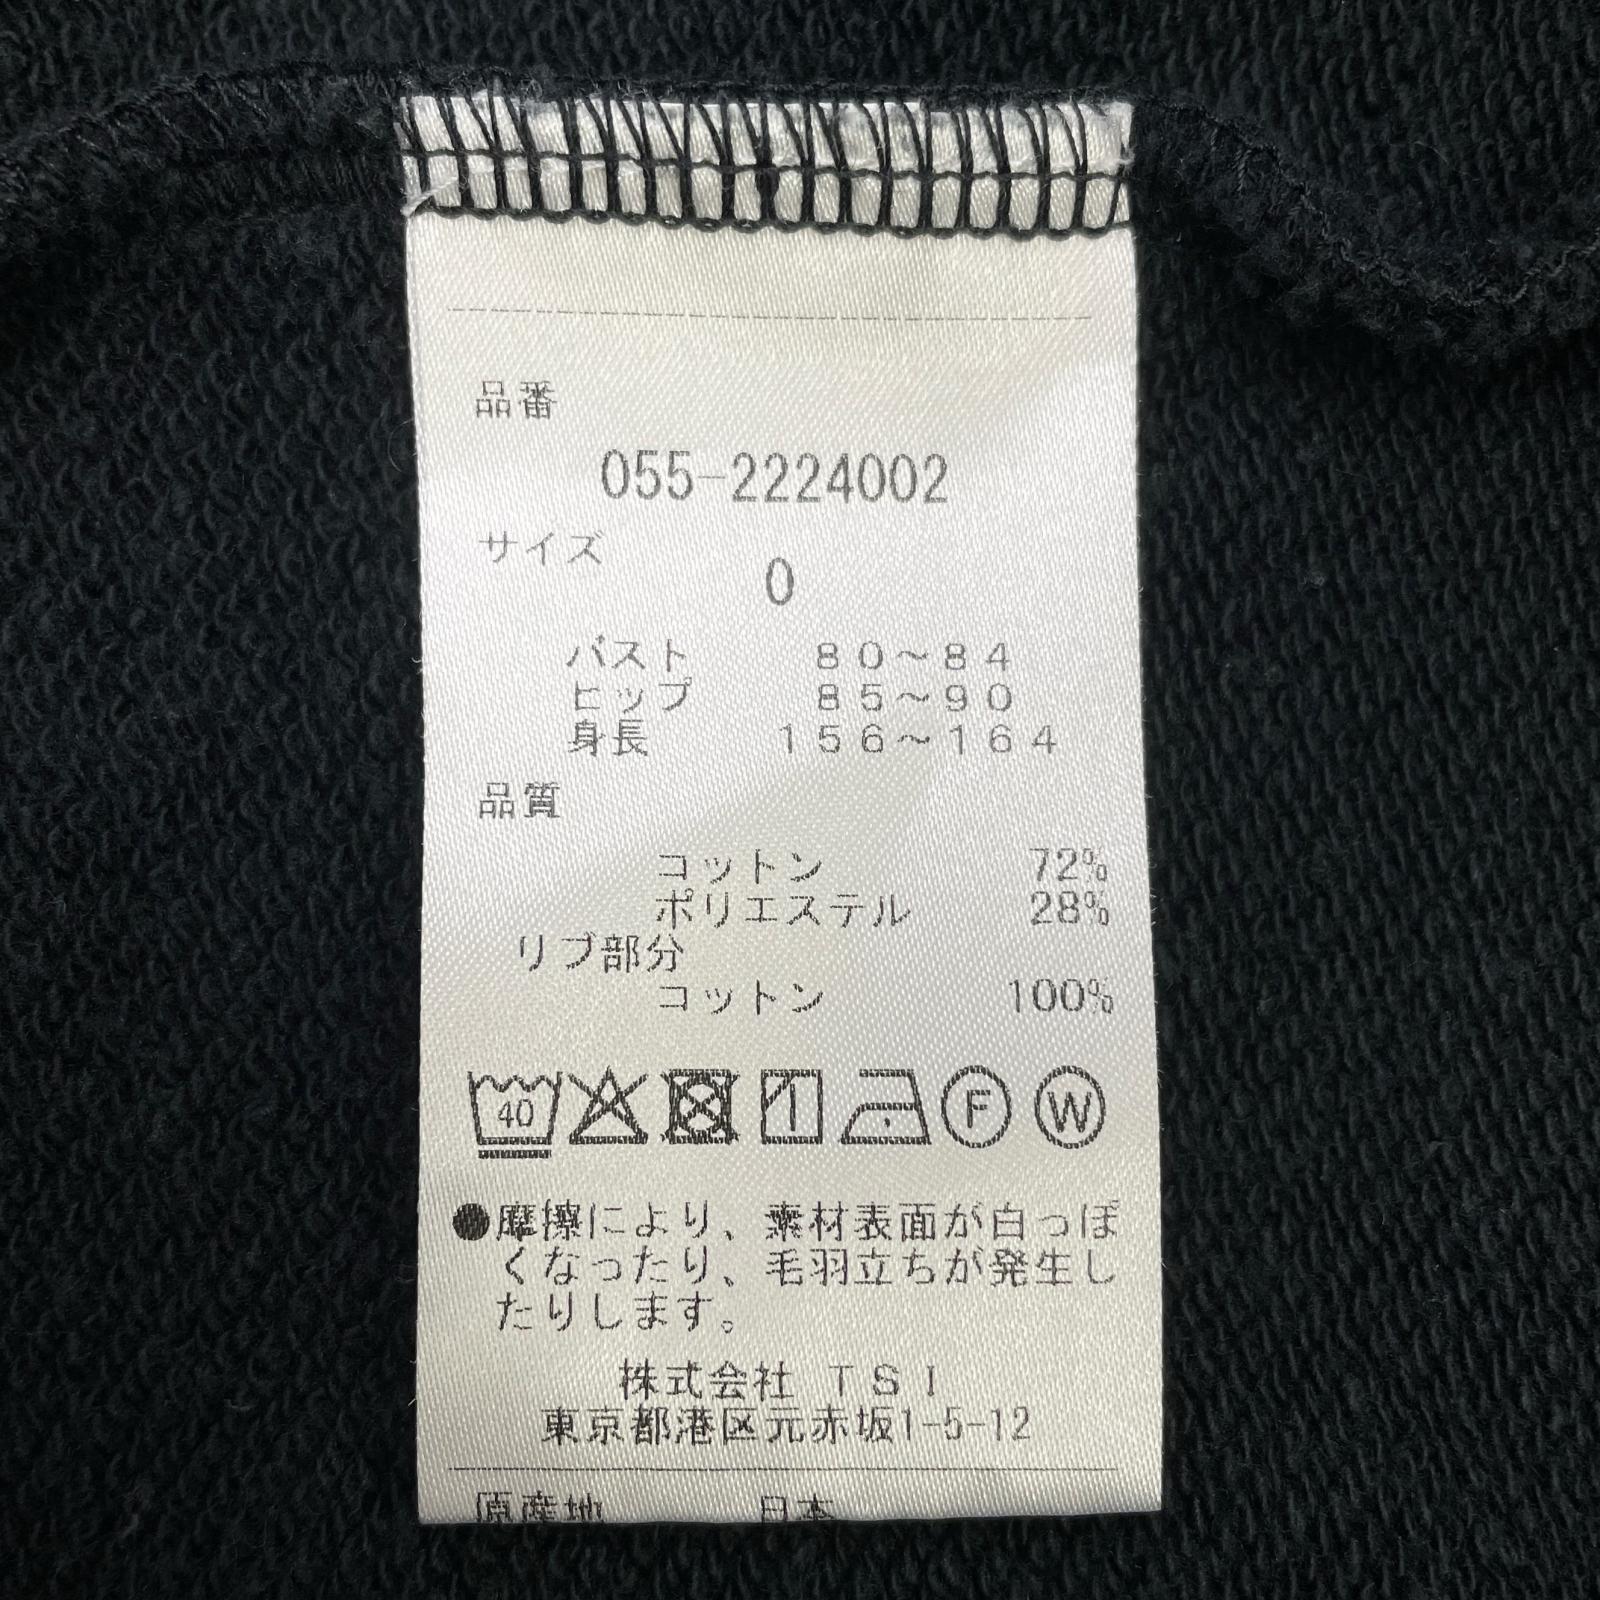 品番
055-2224002
サイズ
0
バスト 80～84
ヒップ 85～90
身長 156～164
品質
コットン 72%
ポリエステル 28%
リブ部分
コットン 100%
40 F W
●摩擦により、素材表面が白っぽ
くなったり、毛羽立ちが発生し
たりします。
株式会社 TSI
東京都港区元赤坂1-5-12
原産地 日本